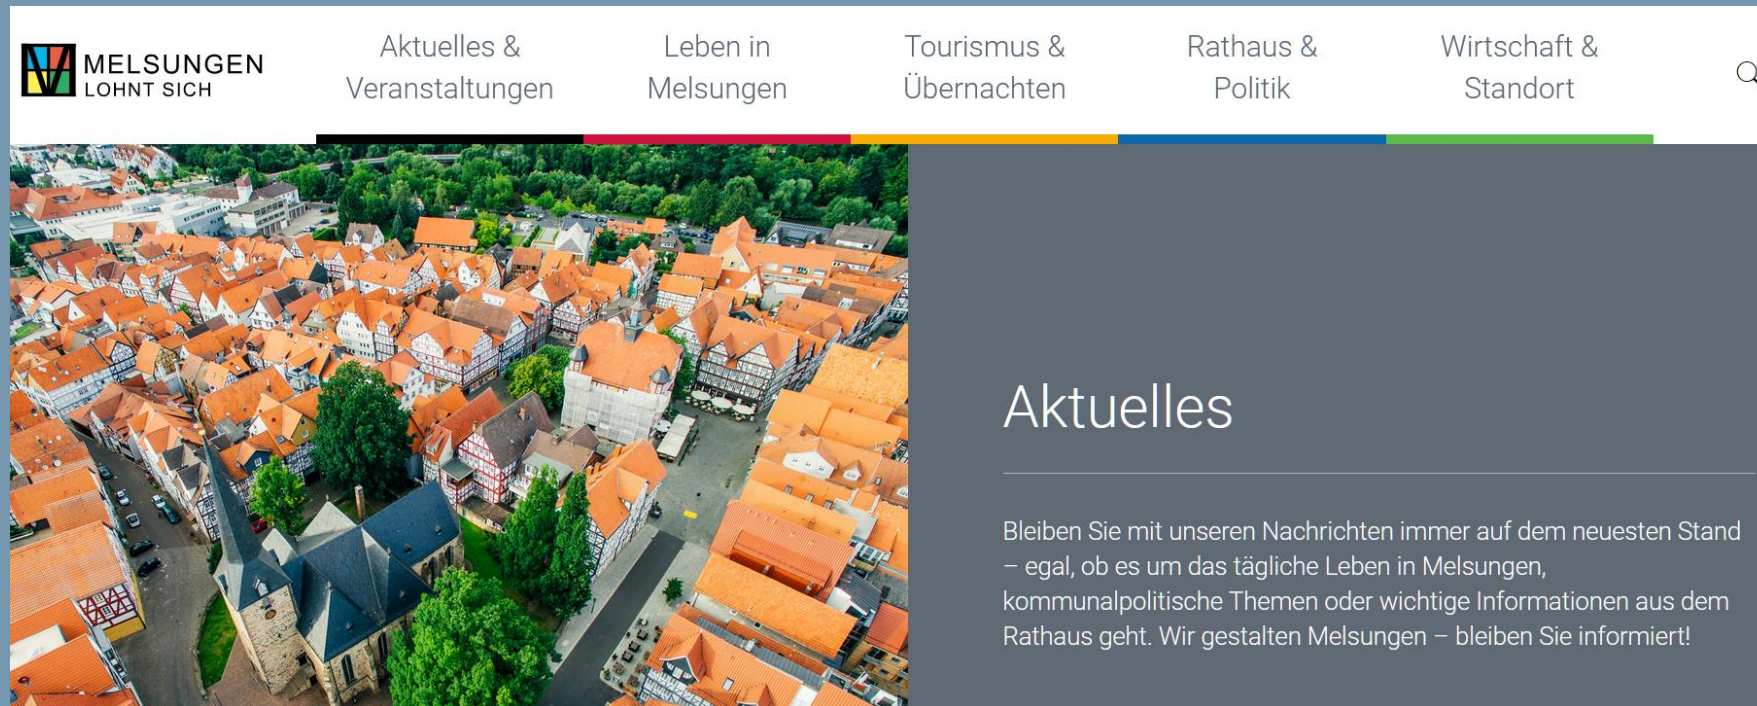 MELSUNGEN
LOHNT SICH
Aktuelles &
Veranstaltungen
Leben in
Melsungen
Tourismus &
Übernachten
Rathaus &
Politik
Wirtschaft &
Standort
Aktuelles
Bleiben Sie mit unseren Nachrichten immer auf dem neuesten Stand
– egal, ob es um das tägliche Leben in Melsungen,
kommunalpolitische Themen oder wichtige Informationen aus dem
Rathaus geht. Wir gestalten Melsungen – bleiben Sie informiert!